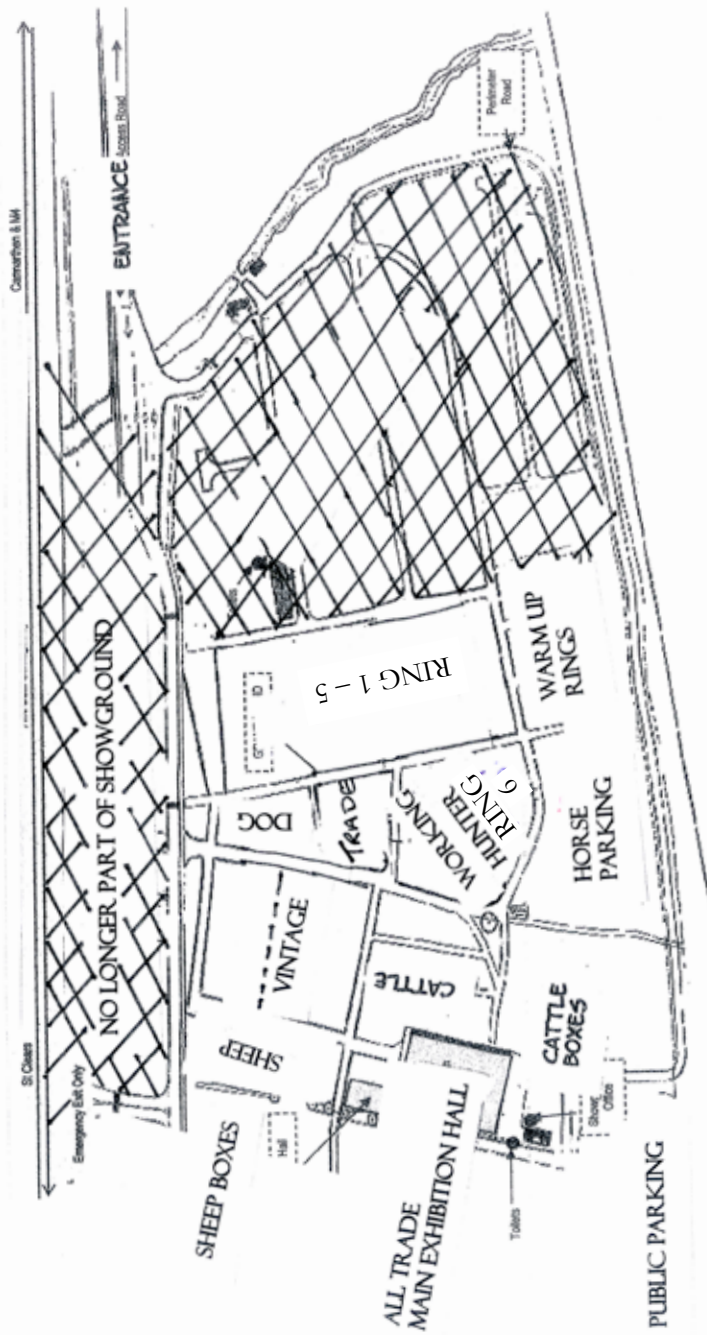 Carmarthen & M4
St Clears
Emergency Exit Only
Access Road
ENTRANCE
NO LONGER PART OF SHOWGROUND
Perimeter
Road
RING 1 – 5
WARM UP
RINGS
DOG
TRADE
WORKING
HUNTER
RING
6
HORSE
PARKING
VINTAGE
CATTLE
SHEEP
CATTLE
BOXES
Hall
SHEEP BOXES
ALL TRADE
MAIN EXHIBITION HALL
Show
Office
Toilets
PUBLIC PARKING